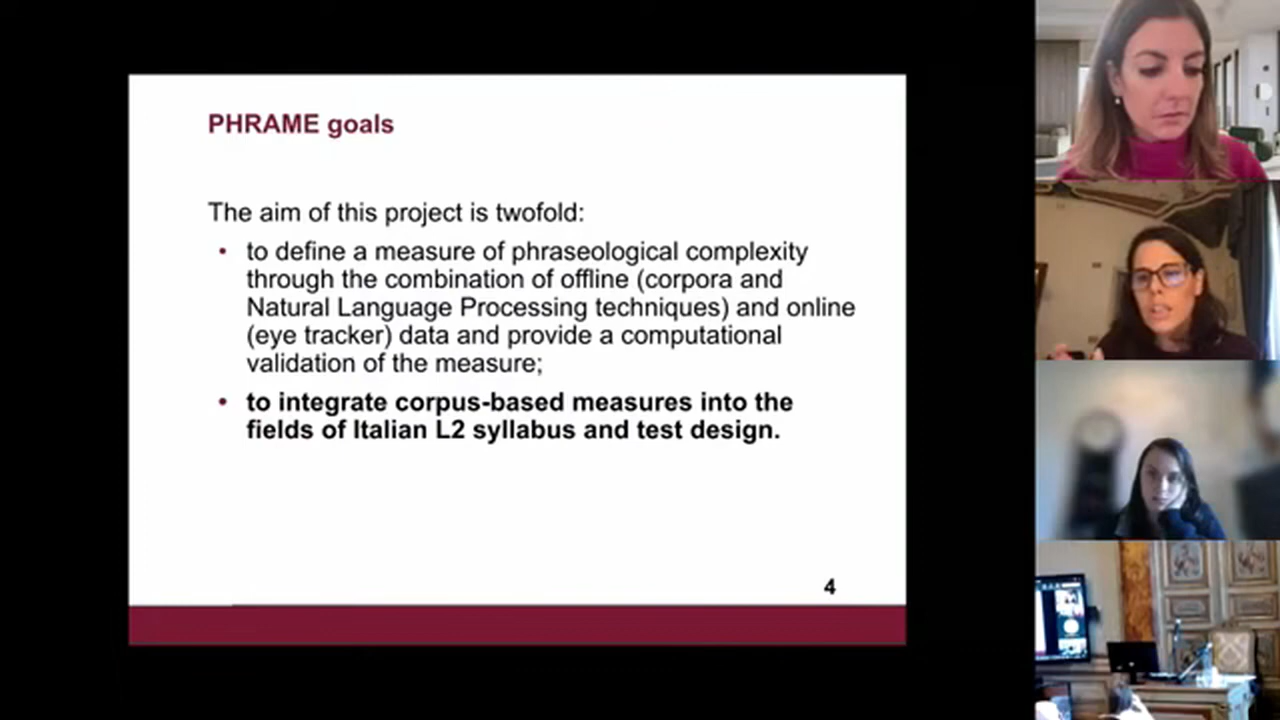 PHRAME goals
The aim of this project is twofold:
• to define a measure of phraseological complexity
through the combination of offline (corpora and
Natural Language Processing techniques) and online
(eye tracker) data and provide a computational
validation of the measure;
• to integrate corpus-based measures into the
fields of Italian L2 syllabus and test design.
4